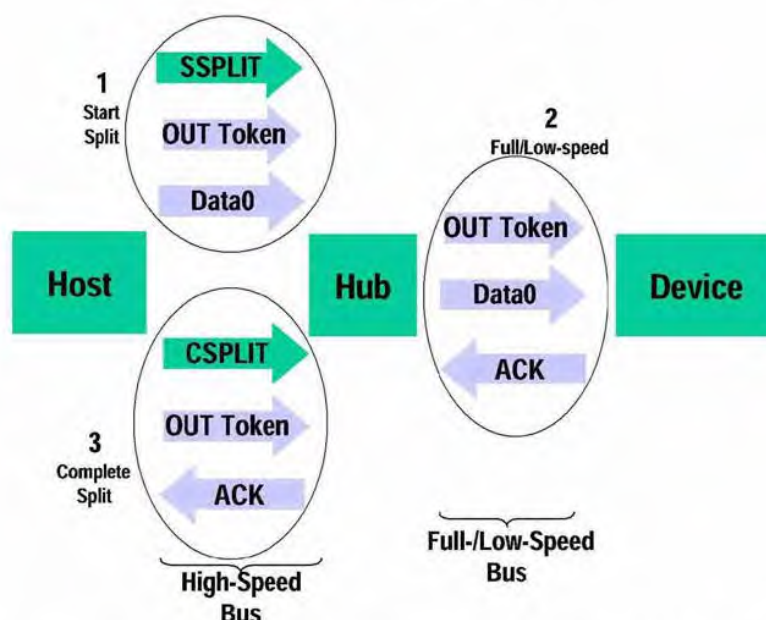 1
Start
Split
SSPLIT
OUT Token
Data0
2
Full/Low-speed
OUT Token
Data0
ACK
Host
Hub
Device
3
Complete
Split
CSPLIT
OUT Token
ACK
High-Speed
Bus
Full-/Low-Speed
Bus